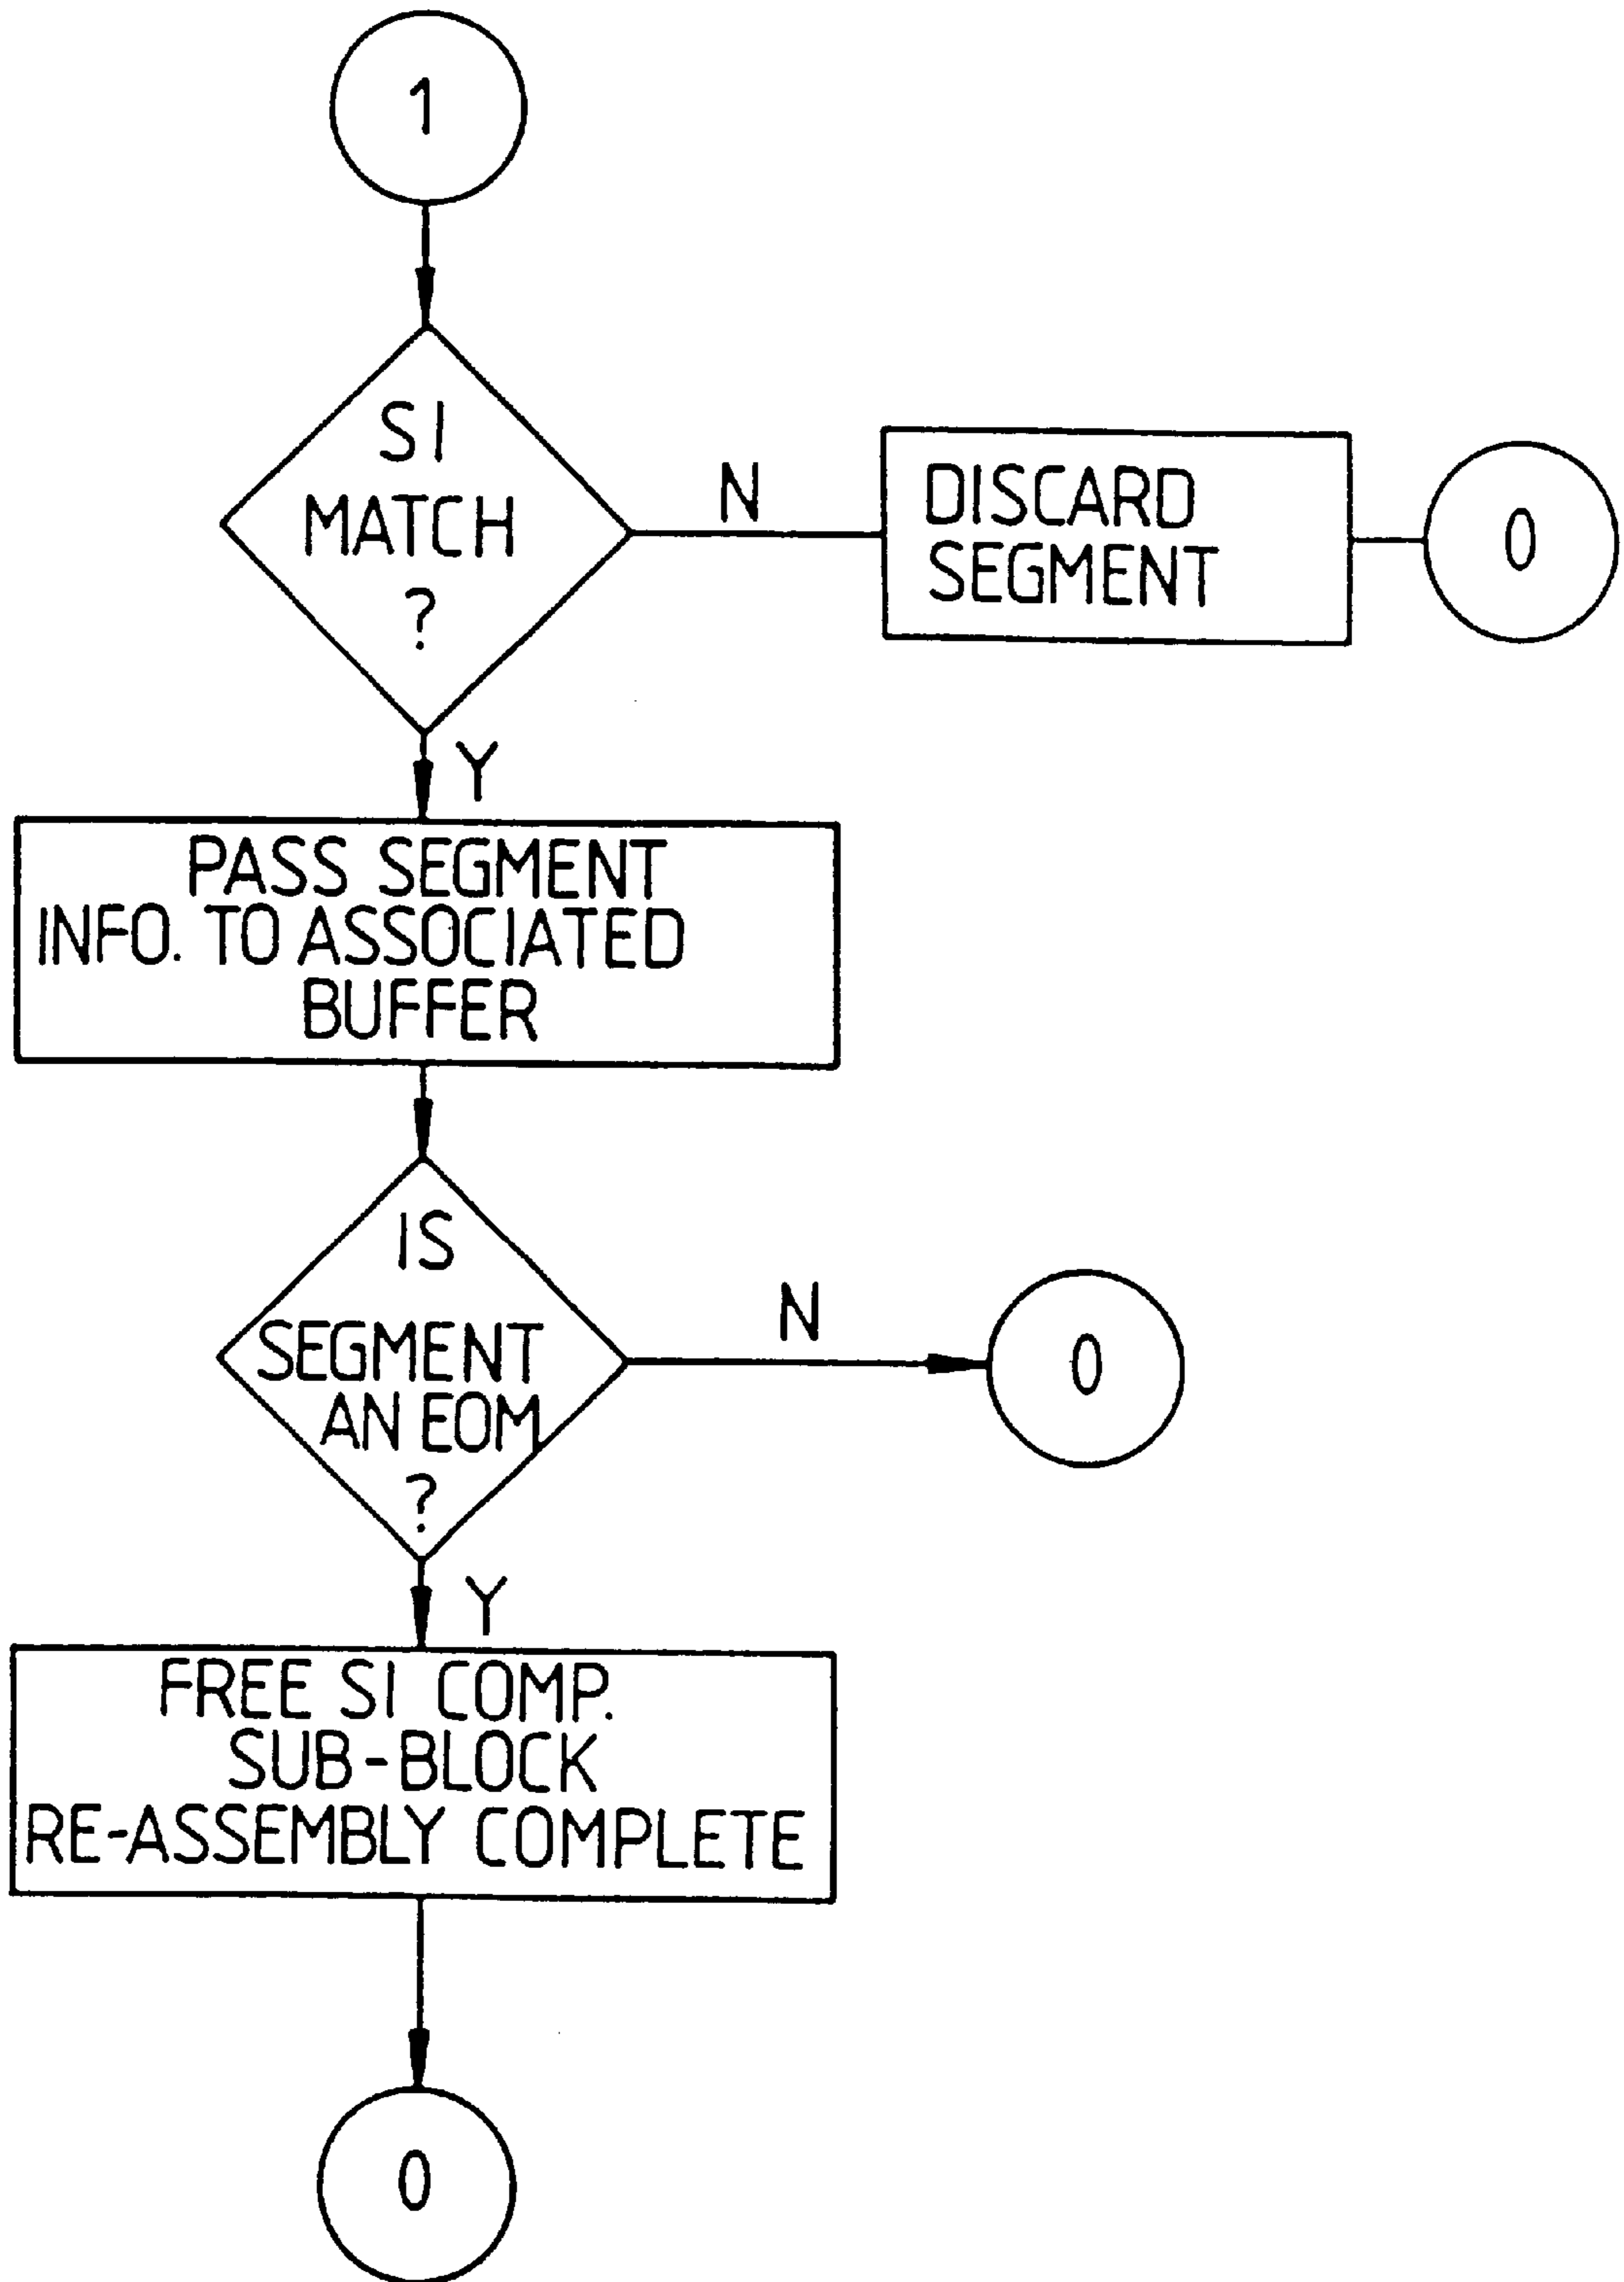 1
SI
MATCH
?
N
DISCARD
SEGMENT
0
Y
PASS SEGMENT
INFO. TO ASSOCIATED
BUFFER
IS
SEGMENT
AN EOM
?
N
0
Y
FREE SI COMP.
SUB-BLOCK
RE-ASSEMBLY COMPLETE
0